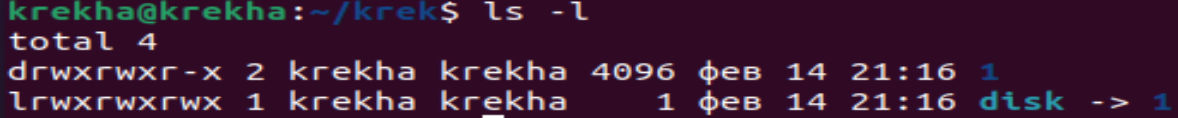 krekha@krekha:~/krek$ ls -l
total 4
drwxrwxr-x 2 krekha krekha 4096 фев 14 21:16 1
lrwxrwxrwx 1 krekha krekha    1 фев 14 21:16 disk -> 1